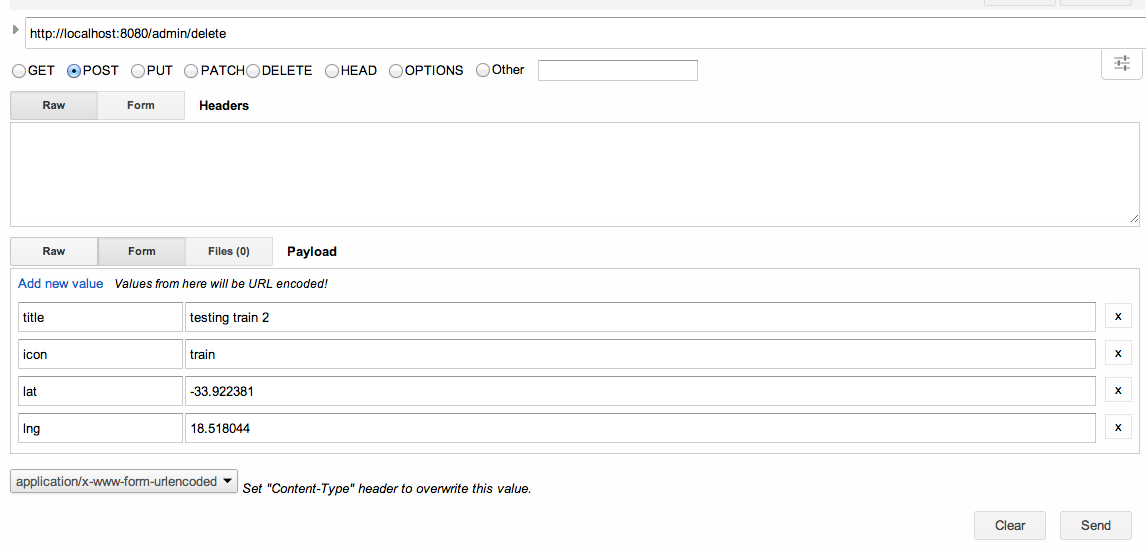 http://localhost:8080/admin/delete
GET POST PUT PATCH DELETE HEAD OPTIONS Other
Raw Form Headers
Raw Form Files (0) Payload
Add new value Values from here will be URL encoded!
title testing train 2 x
icon train x
lat -33.922381 x
lng 18.518044 x
application/x-www-form-urlencoded Set "Content-Type" header to overwrite this value.
Clear Send